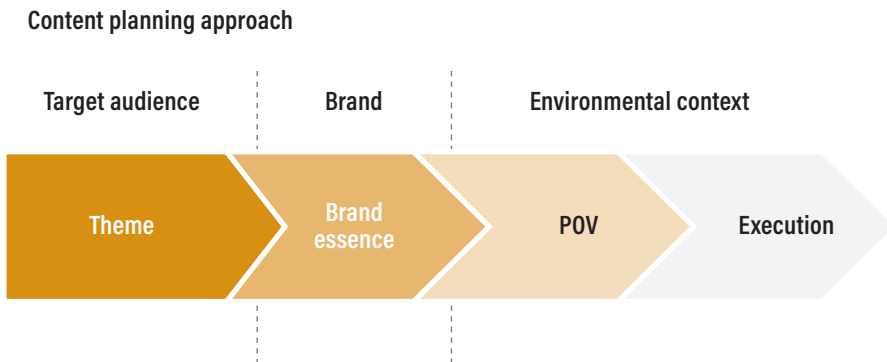 Content planning approach
Target audience
Brand
Environmental context
Theme
Brand
essence
POV
Execution